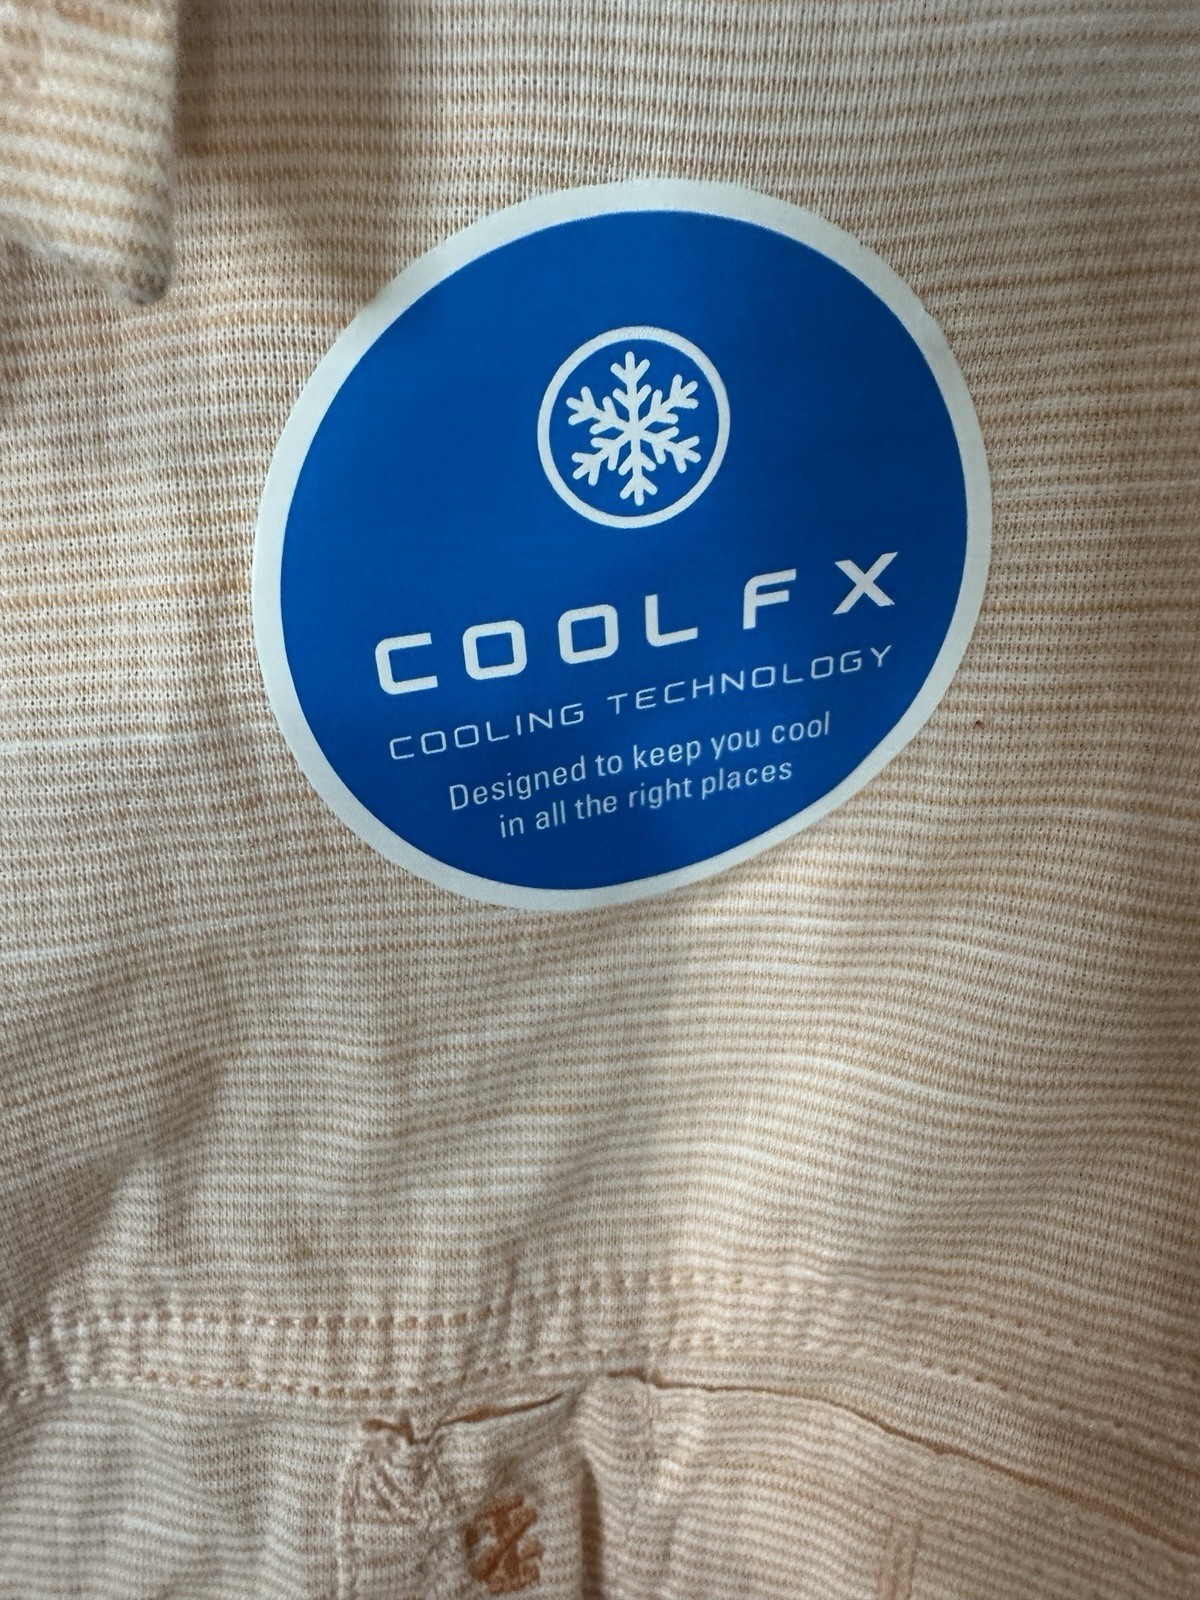 COOL FX
COOLING TECHNOLOGY
Designed to keep you cool
in all the right places